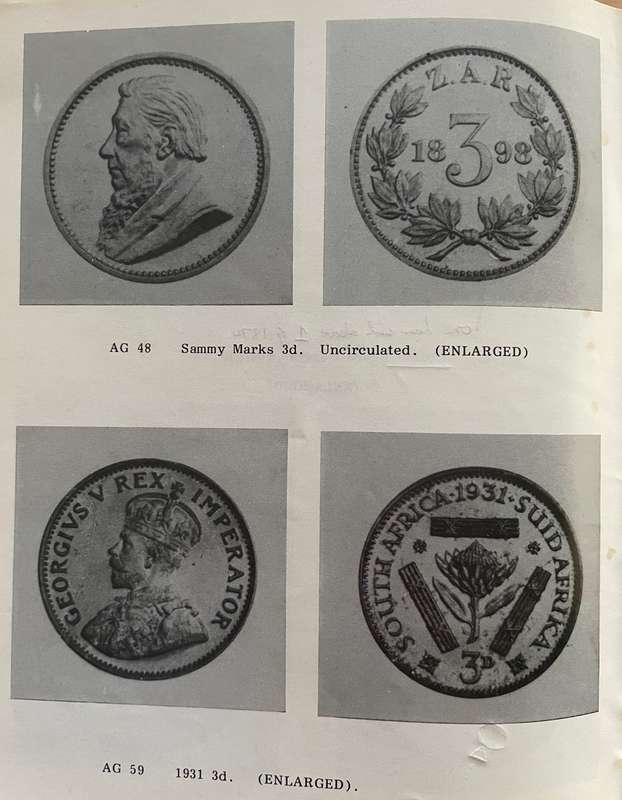 Z.A.R
18 3 98
AG 48 Sammy Marks 3d. Uncirculated. (ENLARGED)
GEORGIVS V REX IMPERATOR
SOUTH AFRICA · 1931 · SUID AFRIKA
3D
AG 59 1931 3d. (ENLARGED).